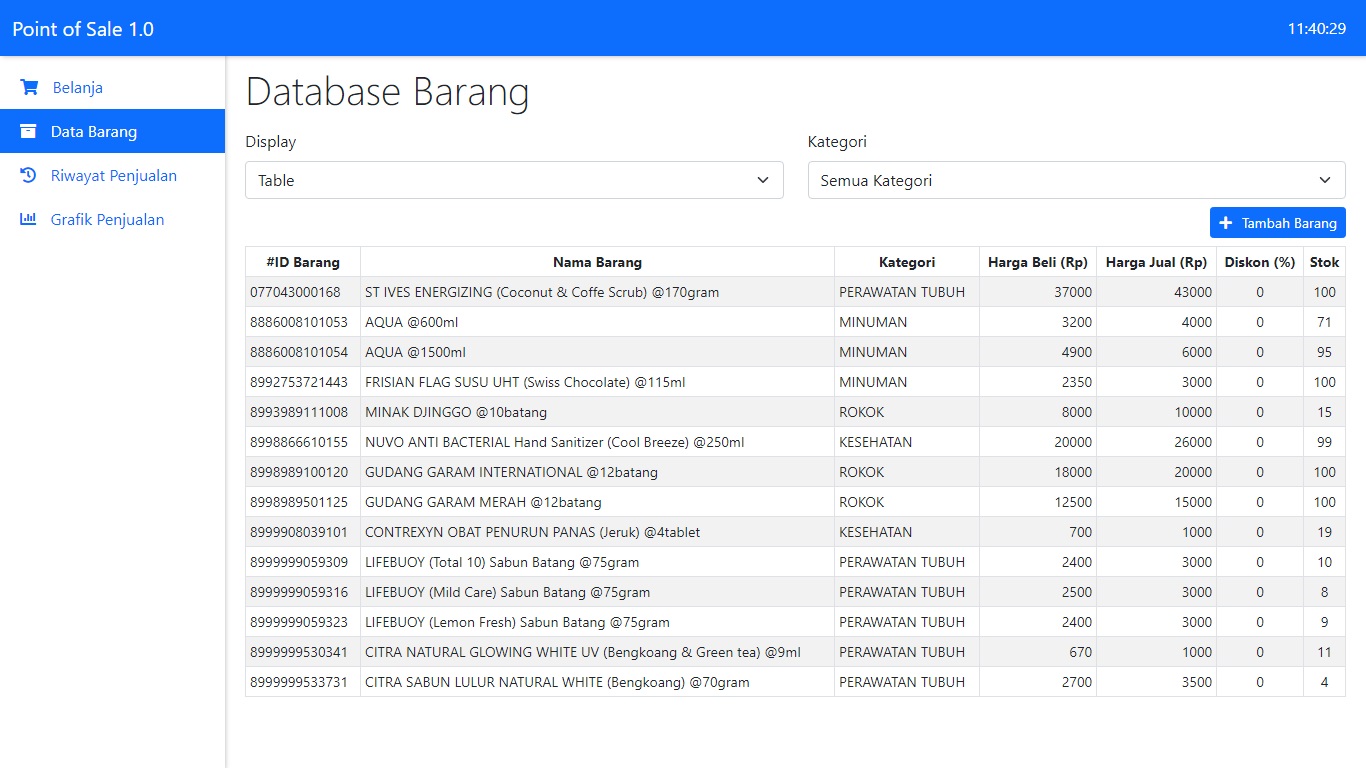 Point of Sale 1.0 11:40:29
Belanja
Data Barang
Riwayat Penjualan
Grafik Penjualan
Database Barang
Display Kategori
Table Semua Kategori
Tambah Barang
#ID Barang Nama Barang Kategori Harga Beli (Rp) Harga Jual (Rp) Diskon (%) Stok
077043000168 ST IVES ENERGIZING (Coconut & Coffe Scrub) @170gram PERAWATAN TUBUH 37000 43000 0 100
8886008101053 AQUA @600ml MINUMAN 3200 4000 0 71
8886008101054 AQUA @1500ml MINUMAN 4900 6000 0 95
8992753721443 FRISIAN FLAG SUSU UHT (Swiss Chocolate) @115ml MINUMAN 2350 3000 0 100
8993989111008 MINAK DJINGGO @10batang ROKOK 8000 10000 0 15
8998866610155 NUVO ANTI BACTERIAL Hand Sanitizer (Cool Breeze) @250ml KESEHATAN 20000 26000 0 99
8998989100120 GUDANG GARAM INTERNATIONAL @12batang ROKOK 18000 20000 0 100
8998989501125 GUDANG GARAM MERAH @12batang ROKOK 12500 15000 0 100
8999908039101 CONTREXYN OBAT PENURUN PANAS (Jeruk) @4tablet KESEHATAN 700 1000 0 19
8999999059309 LIFEBUOY (Total 10) Sabun Batang @75gram PERAWATAN TUBUH 2400 3000 0 10
8999999059316 LIFEBUOY (Mild Care) Sabun Batang @75gram PERAWATAN TUBUH 2500 3000 0 8
8999999059323 LIFEBUOY (Lemon Fresh) Sabun Batang @75gram PERAWATAN TUBUH 2400 3000 0 9
8999999530341 CITRA NATURAL GLOWING WHITE UV (Bengkoang & Green tea) @9ml PERAWATAN TUBUH 670 1000 0 11
8999999533731 CITRA SABUN LULUR NATURAL WHITE (Bengkoang) @70gram PERAWATAN TUBUH 2700 3500 0 4